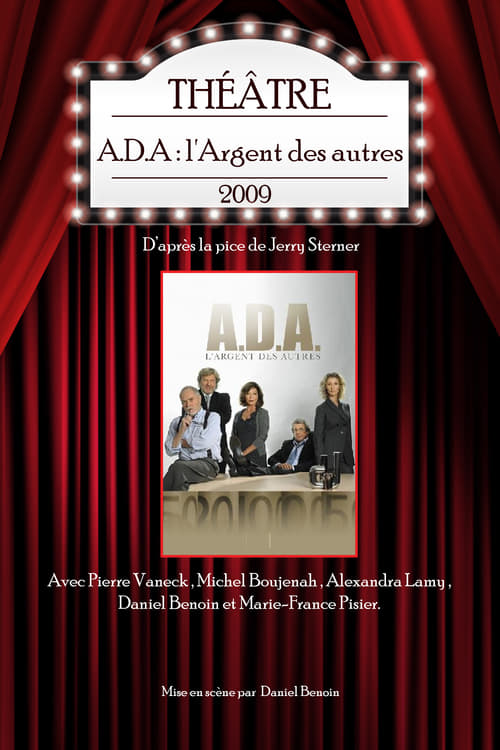 THÉÂTRE
A.D.A : l'Argent des autres
2009
D'après la pice de Jerry Sterner
A.D.A.
L'ARGENT DES AUTRES
Avec Pierre Vaneck , Michel Boujenah , Alexandra Lamy ,
Daniel Benoin et Marie-France Pisier.
Mise en scène par Daniel Benoin